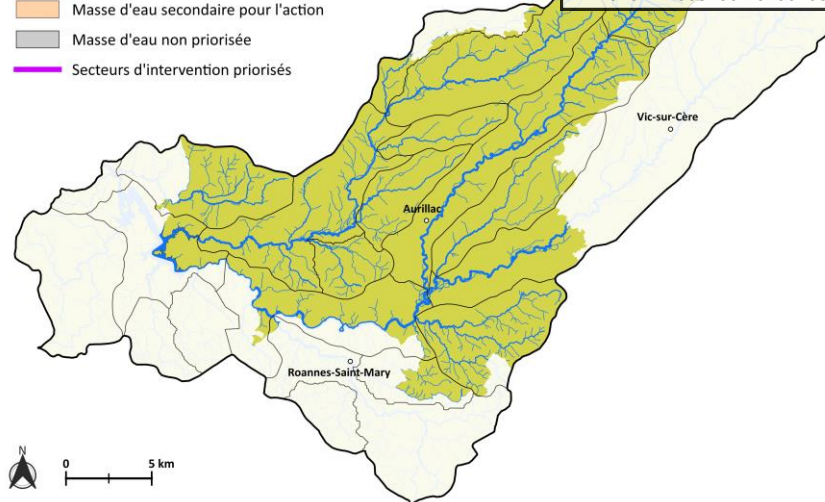 Masse d'eau secondaire pour l'action
Masse d'eau non priorisée
Secteurs d'intervention priorisés
Vic-sur-Cère
Aurillac
Roannes-Saint-Mary
N
0 5 km